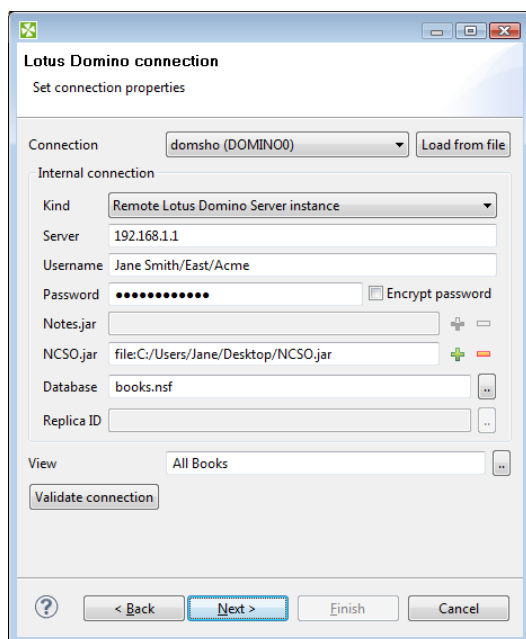 Lotus Domino connection
Set connection properties
Connection domsho (DOMINO0) Load from file
Internal connection
Kind Remote Lotus Domino Server instance
Server 192.168.1.1
Username Jane Smith/East/Acme
Password ●●●●●●●●●●●● Encrypt password
Notes.jar
NCSO.jar file:C:/Users/Jane/Desktop/NCSO.jar
Database books.nsf ..
Replica ID ..
View All Books ..
Validate connection
? < Back Next > Finish Cancel